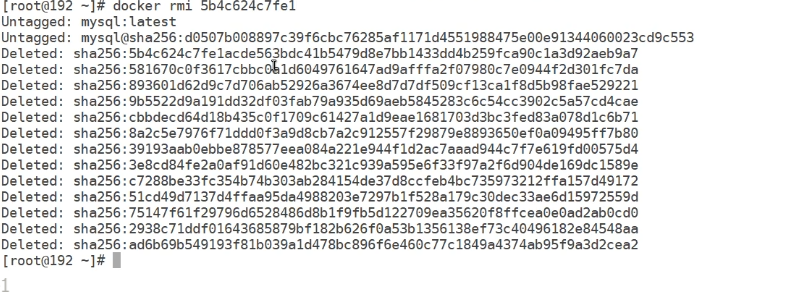 [root@192 ~]# docker rmi 5b4c624c7fe1
Untagged: mysql:latest
Untagged: mysql@sha256:d0507b008897c39f6cbc76285af1171d4551988475e00e91344060023cd9c553
Deleted: sha256:5b4c624c7fe1acde563bdc41b5479d8e7bb1433dd4b259fca90c1a3d92aeb9a7
Deleted: sha256:581670c0f3617cbbc0a1d6049761647ad9afffa2f07980c7e0944f2d301fc7da
Deleted: sha256:893601d62d9c7d706ab52926a3674ee8d7d7df509cf13ca1f8d5b98fae529221
Deleted: sha256:9b5522d9a191dd32df03fab79a935d69aeb5845283c6c54cc3902c5a57cd4cae
Deleted: sha256:cbbdecd64d18b435c0f1709c61427a1d9eae1681703d3bc3fed83a078d1c6b71
Deleted: sha256:8a2c5e7976f71ddd0f3a9d8cb7a2c912557f29879e8893650ef0a09495ff7b80
Deleted: sha256:39193aab0ebbe878577eea084a221e944f1d2ac7aaad944c7f7e619fd00575d4
Deleted: sha256:3e8cd84fe2a0af91d60e482bc321c939a595e6f33f97a2f6d904de169dc1589e
Deleted: sha256:c7288be33fc354b74b303ab284154de37d8ccfeb4bc735973212ffa157d49172
Deleted: sha256:51cd49d7137d4ffaa95da4988203e7297b1f528a179c30dec33ae6d15972559d
Deleted: sha256:75147f61f29796d6528486d8b1f9fb5d122709ea35620f8ffcea0e0ad2ab0cd0
Deleted: sha256:2938c71ddf01643685879bf182b626f0a53b1356138ef73c40496182e84548aa
Deleted: sha256:ad6b69b549193f81b039a1d478bc896f6e460c77c1849a4374ab95f9a3d2cea2
[root@192 ~]#
1